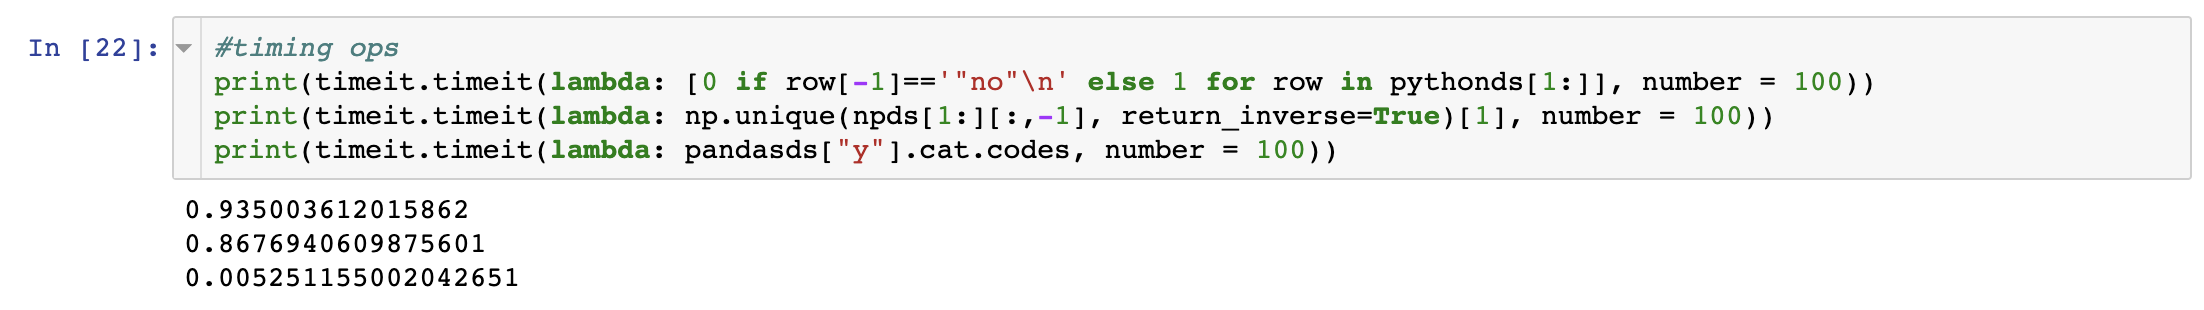 In [22]:
#timing ops
print(timeit.timeit(lambda: [0 if row[-1]=='"no"\n' else 1 for row in pythonds[1:]], number = 100))
print(timeit.timeit(lambda: np.unique(npds[1:][:,-1], return_inverse=True)[1], number = 100))
print(timeit.timeit(lambda: pandasds["y"].cat.codes, number = 100))
0.935003612015862
0.8676940609875601
0.005251155002042651